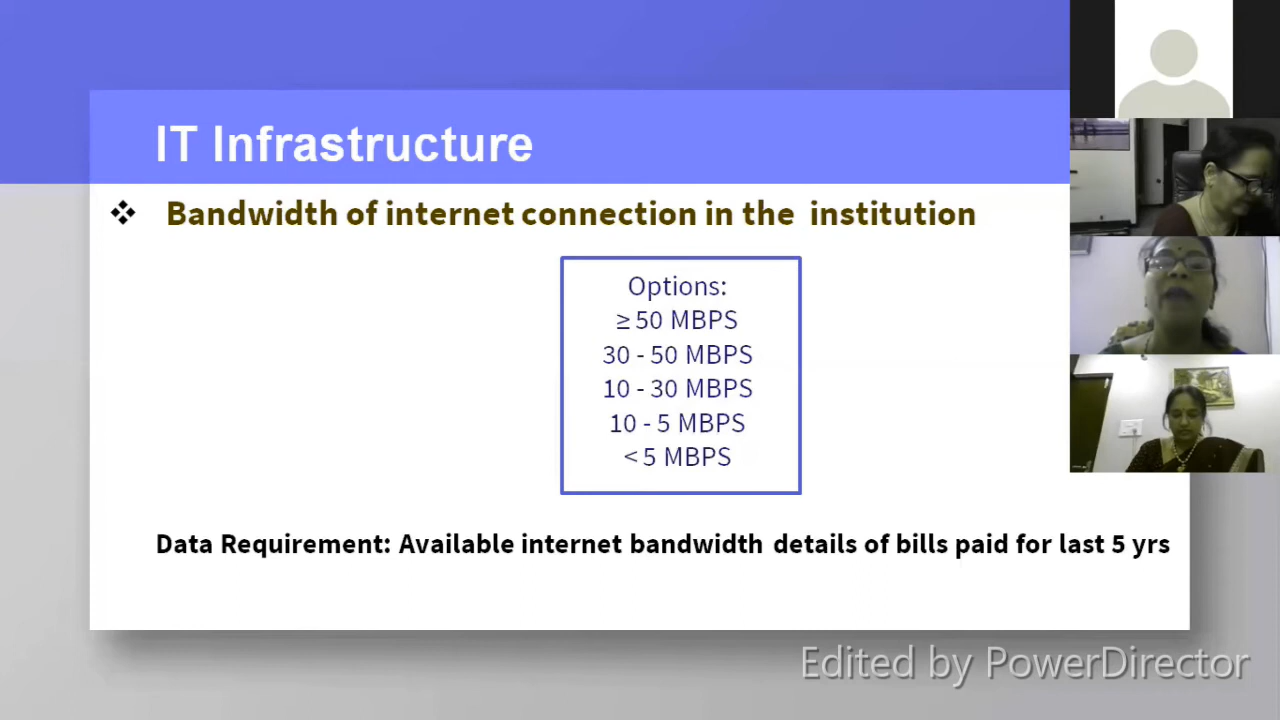 IT Infrastructure
❖ Bandwidth of internet connection in the institution
Options:
≥ 50 MBPS
30 - 50 MBPS
10 - 30 MBPS
10 - 5 MBPS
< 5 MBPS
Data Requirement: Available internet bandwidth details of bills paid for last 5 yrs
Edited by PowerDirector